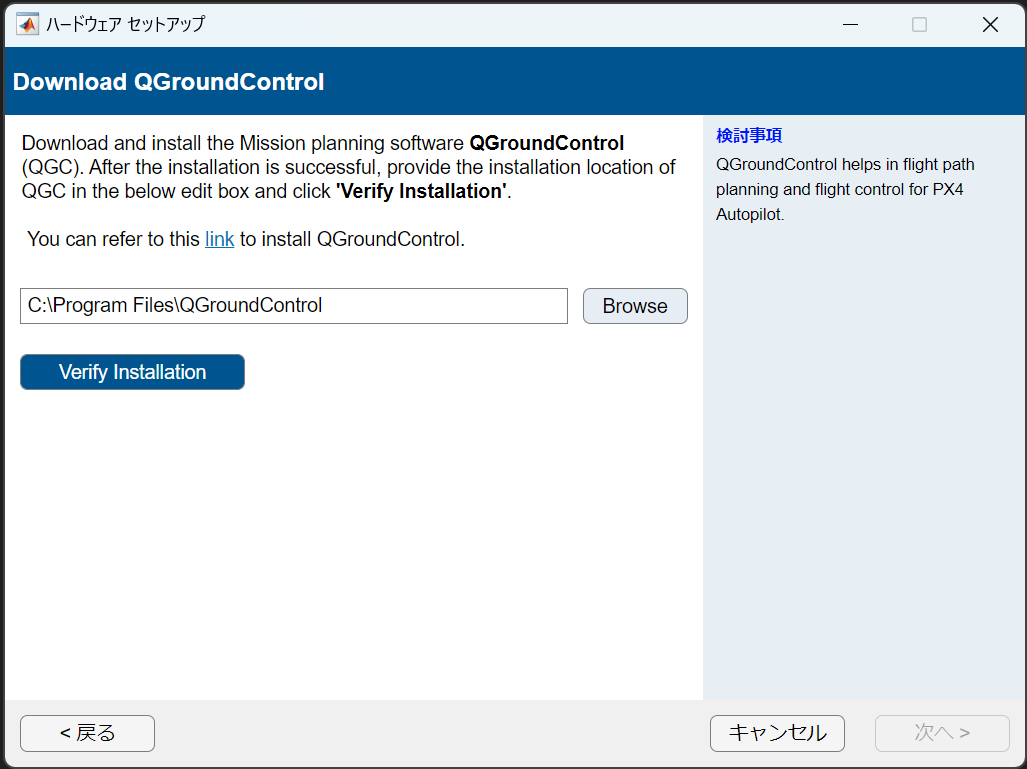 ハードウェア セットアップ
Download QGroundControl
Download and install the Mission planning software QGroundControl
(QGC). After the installation is successful, provide the installation location of
QGC in the below edit box and click 'Verify Installation'.
You can refer to this link to install QGroundControl.
C:\Program Files\QGroundControl
Browse
Verify Installation
検討事項
QGroundControl helps in flight path
planning and flight control for PX4
Autopilot.
< 戻る
キャンセル
次へ >